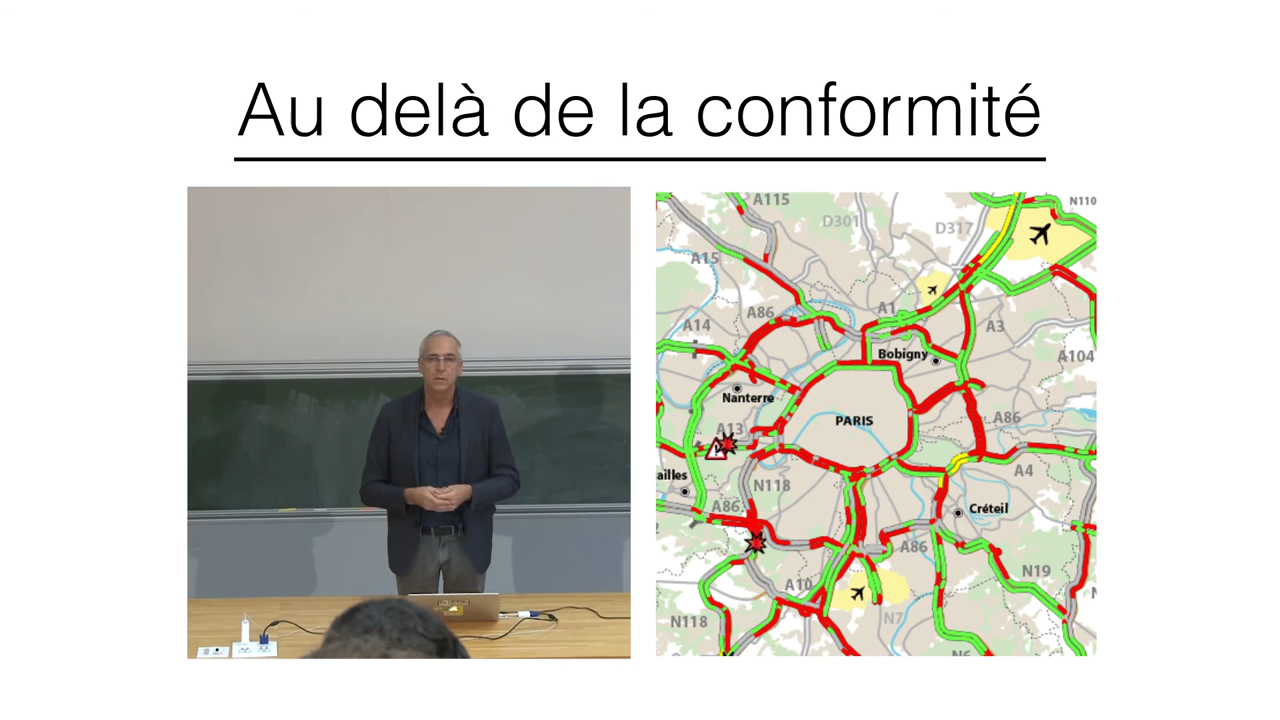 Au delà de la conformité
A115
D301
D317
N110
A15
A86
A1
A14
A3
Bobigny
A104
Nanterre
PARIS
A13
A86
ailles
N118
A4
A86
Créteil
A86
A10
N19
N118
N7
N6